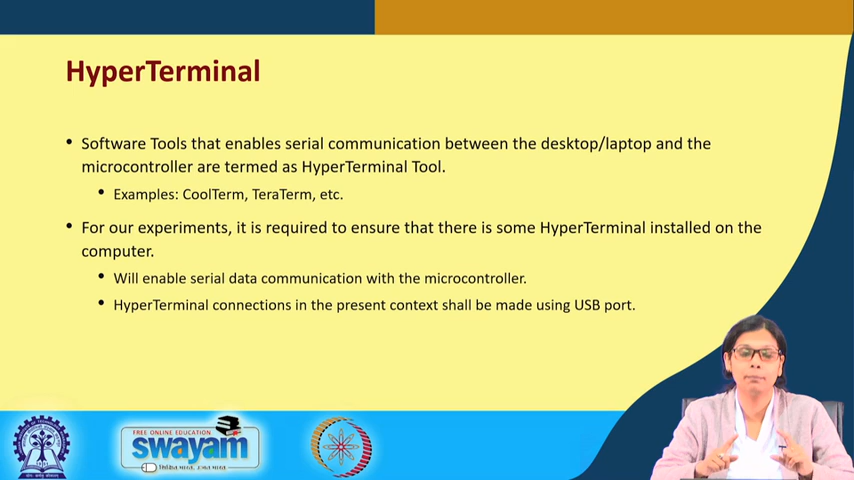 HyperTerminal
• Software Tools that enables serial communication between the desktop/laptop and the
microcontroller are termed as HyperTerminal Tool.
• Examples: CoolTerm, TeraTerm, etc.
• For our experiments, it is required to ensure that there is some HyperTerminal installed on the
computer.
• Will enable serial data communication with the microcontroller.
• HyperTerminal connections in the present context shall be made using USB port.
FREE ONLINE EDUCATION
swayam